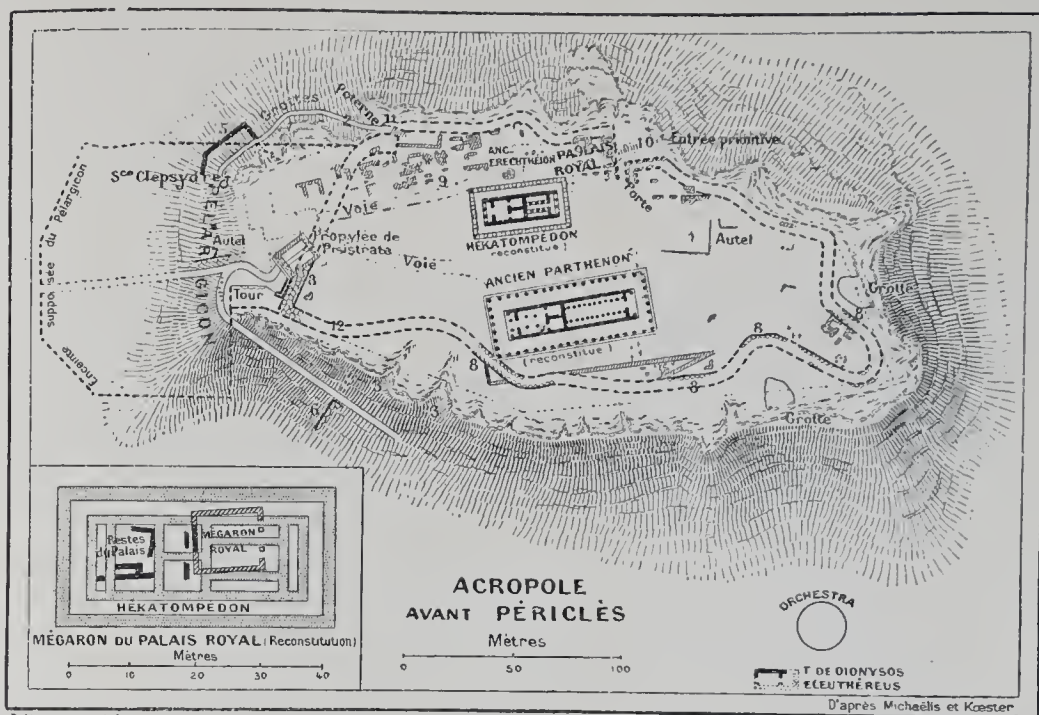 Grottes
Poterne
2
11
1
ANC.
ERECHTHEION
PALAIS
ROYAL
10
Entrée primitive
Porte
Sce Clepsydre
5
9
Voie
PÉLARGICON
Enceinte supposée du Pélargicon
HÉKATOMPÉDON
(reconstitué)
Autel
Propylée de
Pisistrate
Voie
Autel
3
ANCIEN PARTHENON
(reconstitué)
Tour
Grotte
12
8
8
8
8
6
3
Grotte
Restes
du Palais
MÉGARON
ROYAL
HÉKATOMPÉDON
MÉGARON DU PALAIS ROYAL (Reconstitution)
Mètres
0 10 20 30 40
ACROPOLE
AVANT PÉRICLÈS
Mètres
0 50 100
ORCHESTRA
T DE DIONYSOS
ELEUTHÉREUS
D'après Michaëlis et Kœster